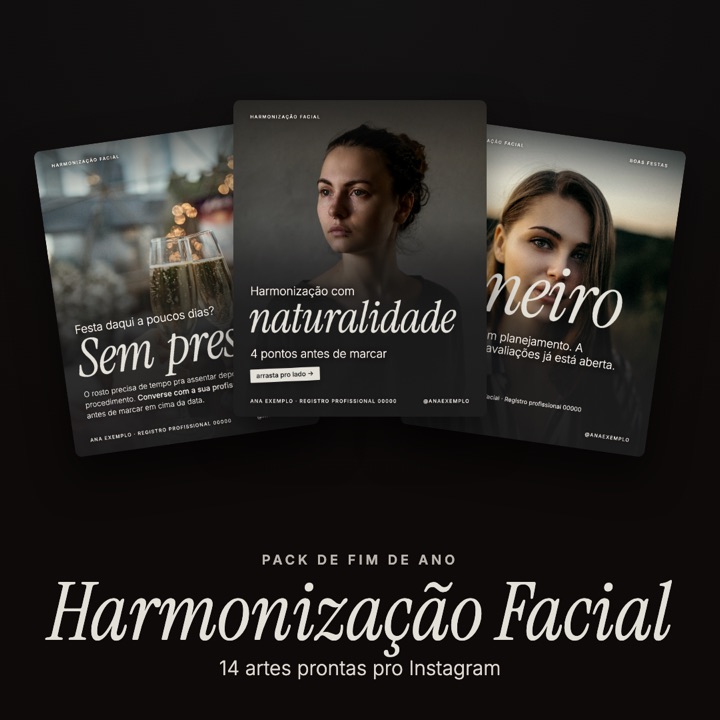 HARMONIZAÇÃO FACIAL
Festa daqui a poucos dias?
Sem
O rosto precisa de tempo pra assentar
procedimento. Converse com a sua
antes de marcar em cima da data.
ANA EXEMPLO · REGISTRO PROFISSIONAL 00000
HARMONIZAÇÃO FACIAL
Harmonização com
naturalidade
4 pontos antes de marcar
arrasta pro lado →
ANA EXEMPLO · REGISTRO PROFISSIONAL 00000
@ANAEXEMPLO
FACIAL
BOAS FESTAS
neiro
planejamento. A
avaliações já está aberta.
· Registro profissional 00000
@ANAEXEMPLO
PACK DE FIM DE ANO
Harmonização Facial
14 artes prontas pro Instagram